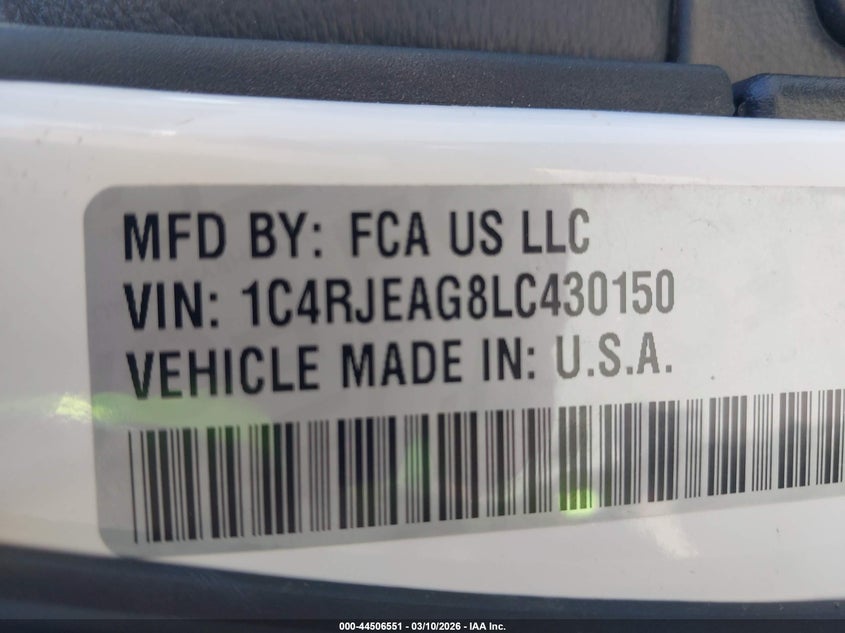 MFD BY: FCA US LLC
VIN: 1C4RJEAG8LC430150
VEHICLE MADE IN: U.S.A.
000-44506551 — 03/10/2026 — IAA Inc.